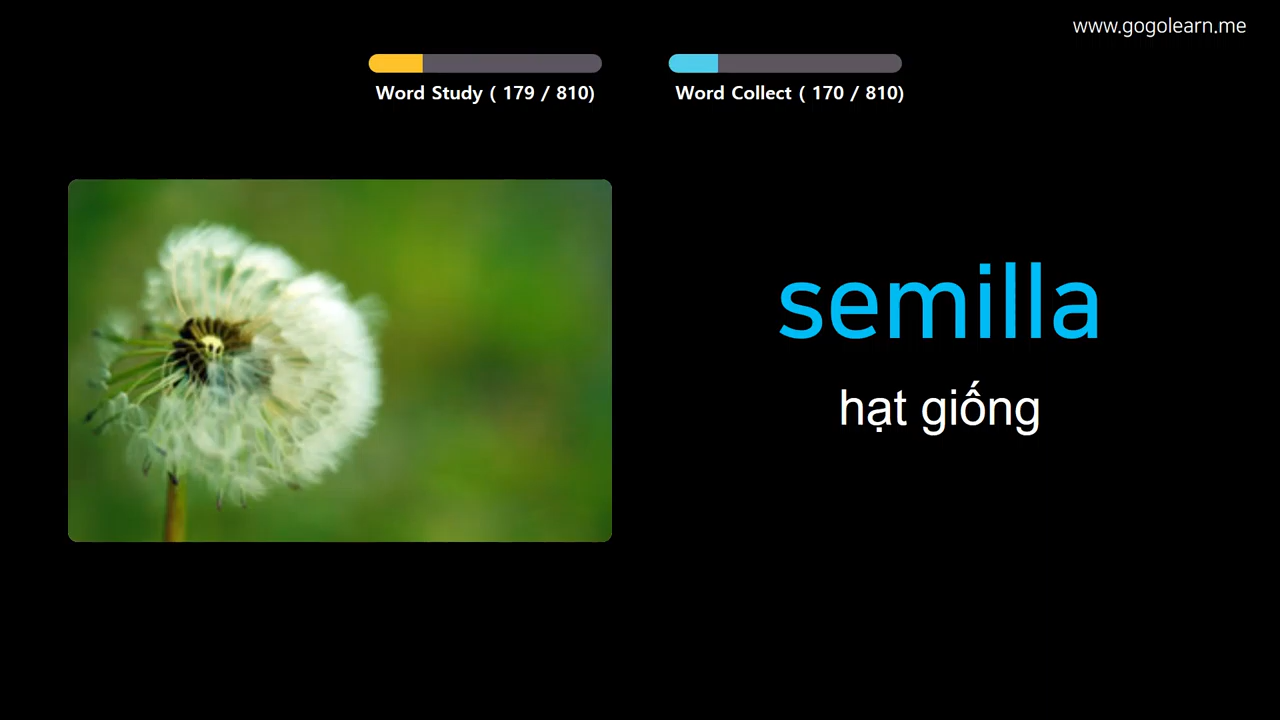 www.gogolearn.me
Word Study ( 179 / 810)
Word Collect ( 170 / 810)
semilla
hạt giống